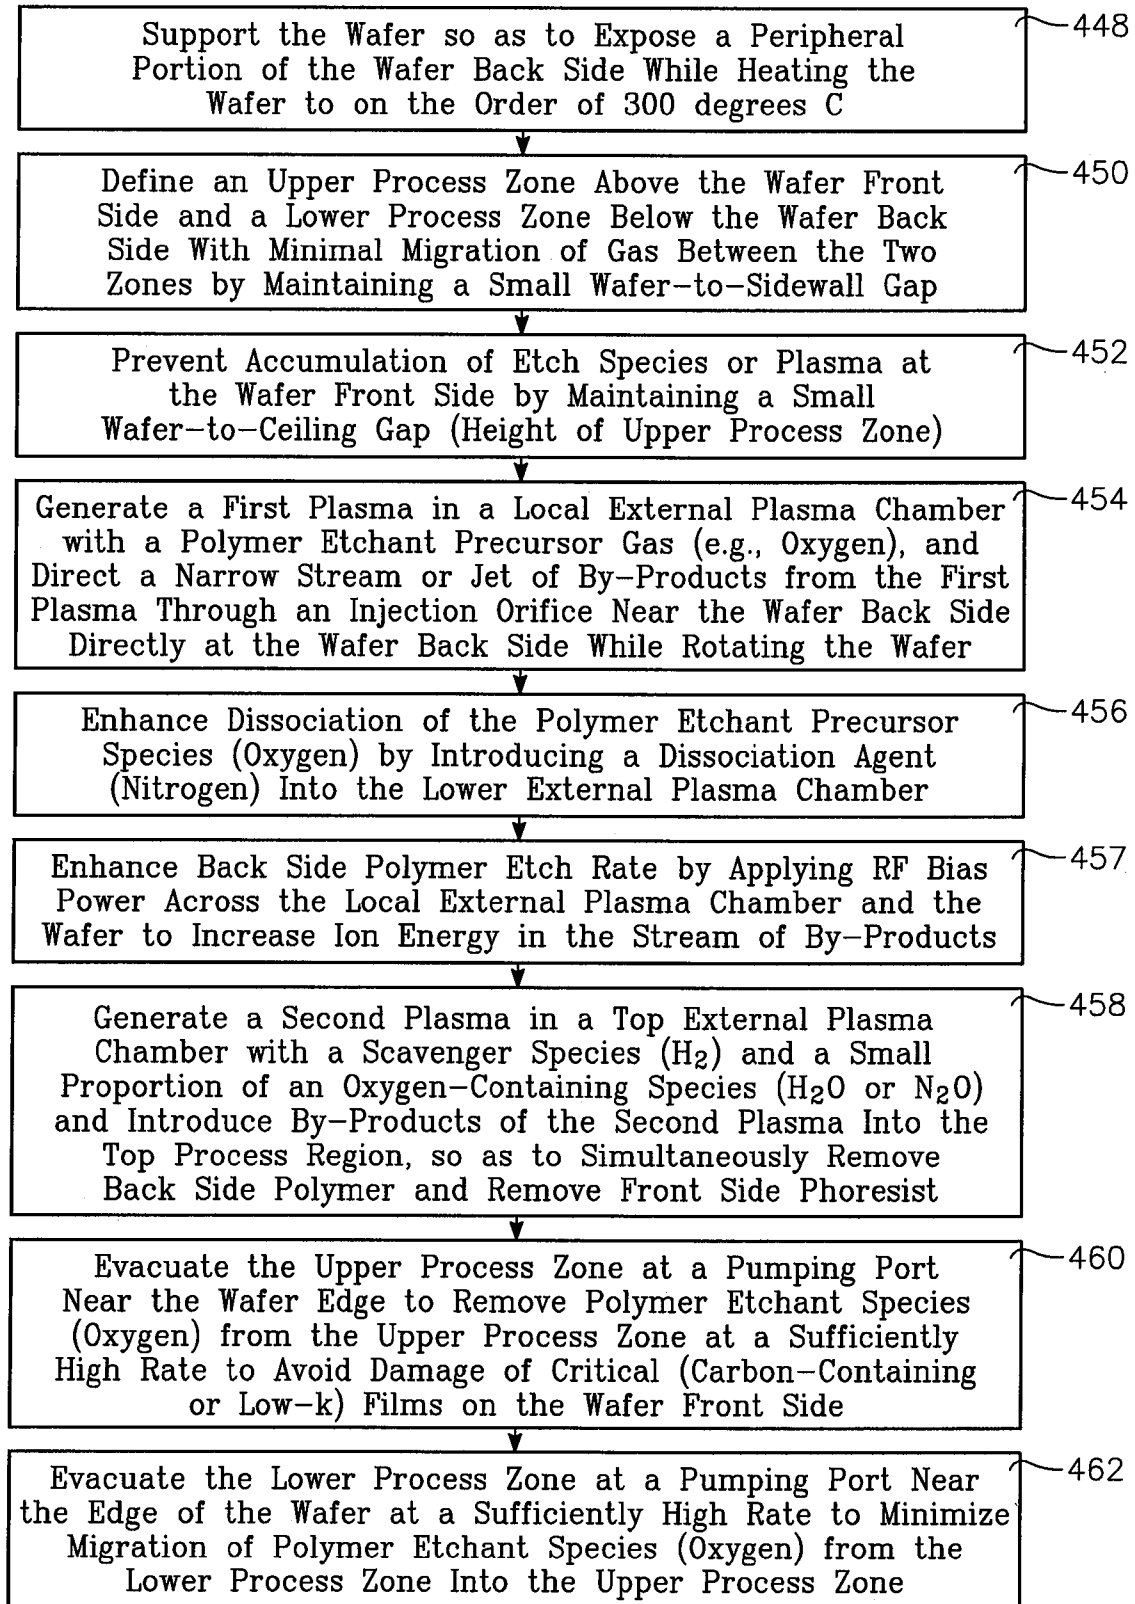 Support the Wafer so as to Expose a Peripheral
Portion of the Wafer Back Side While Heating the
Wafer to on the Order of 300 degrees C
448
Define an Upper Process Zone Above the Wafer Front
Side and a Lower Process Zone Below the Wafer Back
Side With Minimal Migration of Gas Between the Two
Zones by Maintaining a Small Wafer-to-Sidewall Gap
450
Prevent Accumulation of Etch Species or Plasma at
the Wafer Front Side by Maintaining a Small
Wafer-to-Ceiling Gap (Height of Upper Process Zone)
452
Generate a First Plasma in a Local External Plasma Chamber
with a Polymer Etchant Precursor Gas (e.g., Oxygen), and
Direct a Narrow Stream or Jet of By-Products from the First
Plasma Through an Injection Orifice Near the Wafer Back Side
Directly at the Wafer Back Side While Rotating the Wafer
454
Enhance Dissociation of the Polymer Etchant Precursor
Species (Oxygen) by Introducing a Dissociation Agent
(Nitrogen) Into the Lower External Plasma Chamber
456
Enhance Back Side Polymer Etch Rate by Applying RF Bias
Power Across the Local External Plasma Chamber and the
Wafer to Increase Ion Energy in the Stream of By-Products
457
Generate a Second Plasma in a Top External Plasma
Chamber with a Scavenger Species (H₂) and a Small
Proportion of an Oxygen-Containing Species (H₂O or N₂O)
and Introduce By-Products of the Second Plasma Into the
Top Process Region, so as to Simultaneously Remove
Back Side Polymer and Remove Front Side Phoresist
458
Evacuate the Upper Process Zone at a Pumping Port
Near the Wafer Edge to Remove Polymer Etchant Species
(Oxygen) from the Upper Process Zone at a Sufficiently
High Rate to Avoid Damage of Critical (Carbon-Containing
or Low-k) Films on the Wafer Front Side
460
Evacuate the Lower Process Zone at a Pumping Port Near
the Edge of the Wafer at a Sufficiently High Rate to Minimize
Migration of Polymer Etchant Species (Oxygen) from the
Lower Process Zone Into the Upper Process Zone
462